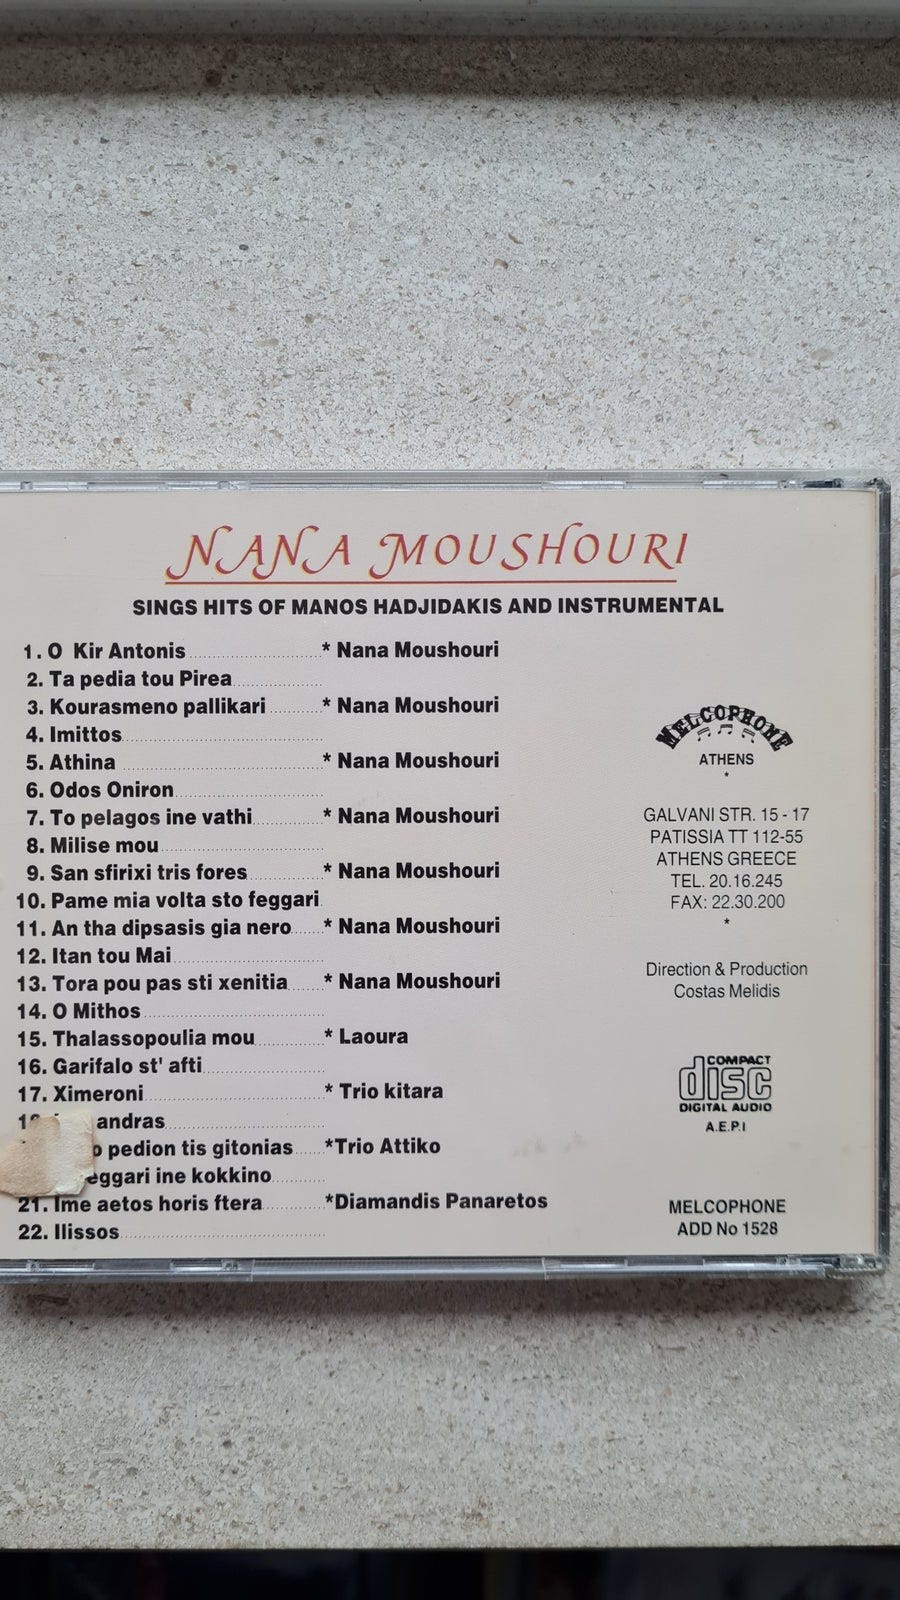 NANA MOUSHOURI
SINGS HITS OF MANOS HADJIDAKIS AND INSTRUMENTAL
1. O Kir Antonis * Nana Moushouri
2. Ta pedia tou Pirea
3. Kourasmeno pallikari * Nana Moushouri
4. Imittos
5. Athina * Nana Moushouri
6. Odos Oniron
7. To pelagos ine vathi * Nana Moushouri
8. Milise mou
9. San sfirixi tris fores * Nana Moushouri
10. Pame mia volta sto feggari
11. An tha dipsasis gia nero * Nana Moushouri
12. Itan tou Mai
13. Tora pou pas sti xenitia * Nana Moushouri
14. O Mithos
15. Thalassopoulia mou * Laoura
16. Garifalo st' afti
17. Ximeroni * Trio kitara
andras
pedion tis gitonias *Trio Attiko
ine kokkino
21. Ime aetos horis ftera *Diamandis Panaretos
22. Ilissos
MELCOPHONE
ATHENS
*
GALVANI STR. 15 - 17
PATISSIA TT 112-55
ATHENS GREECE
TEL. 20.16.245
FAX: 22.30.200
*
Direction & Production
Costas Melidis
COMPACT
disc
DIGITAL AUDIO
A.E.P.I
MELCOPHONE
ADD No 1528